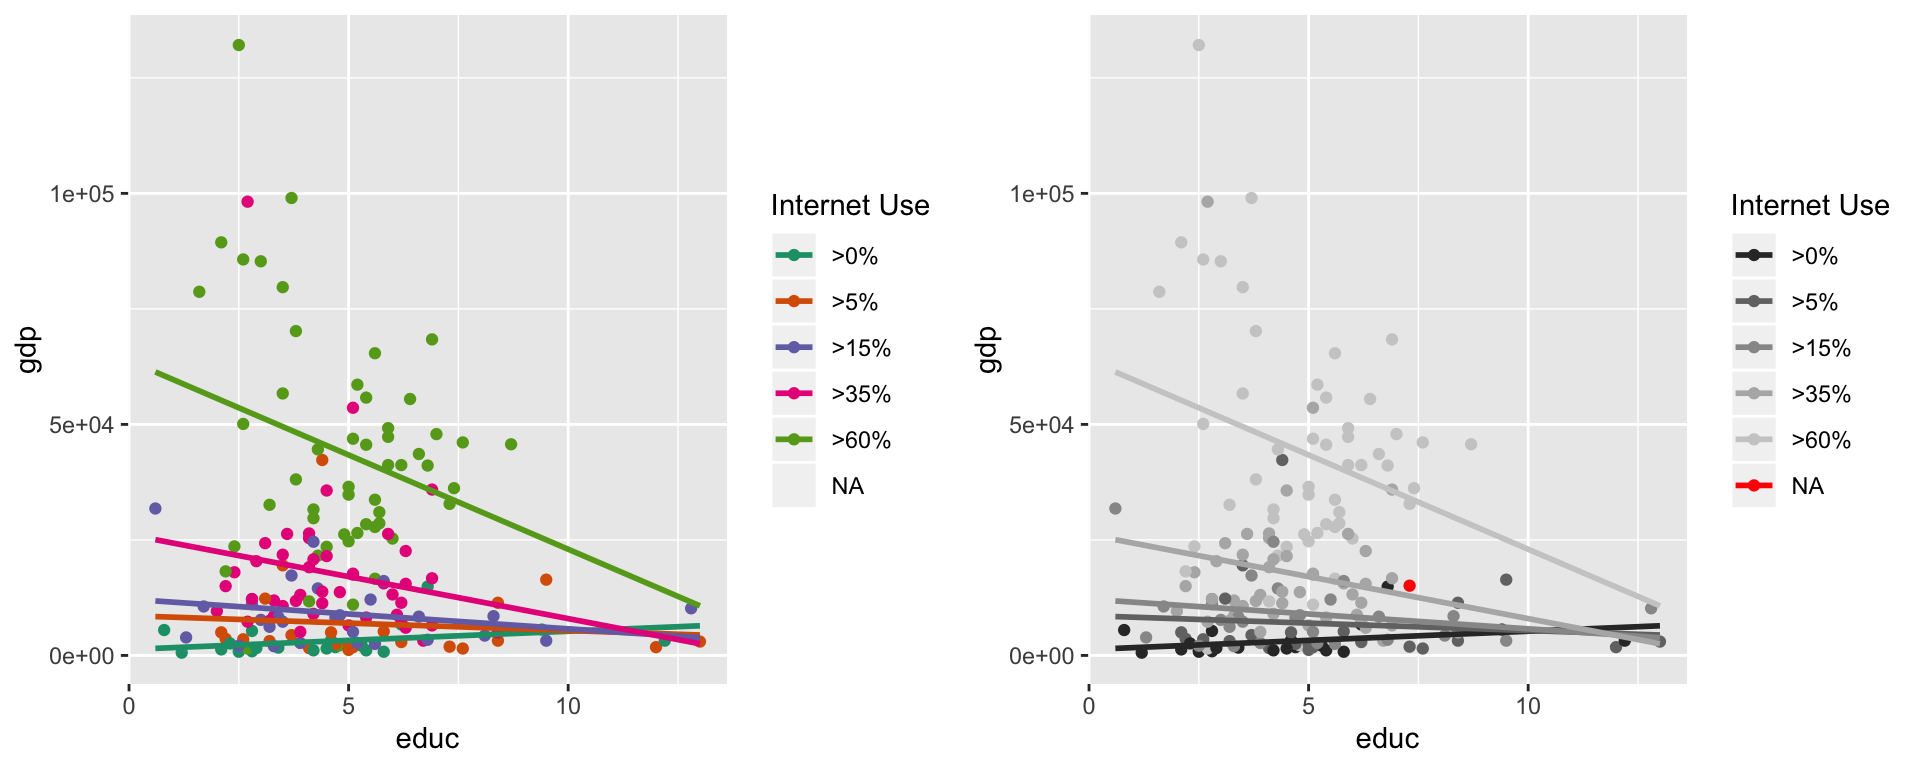 gdp
1e+05
5e+04
0e+00
0 5 10
educ
Internet Use
>0%
>5%
>15%
>35%
>60%
NA
gdp
1e+05
5e+04
0e+00
0 5 10
educ
Internet Use
>0%
>5%
>15%
>35%
>60%
NA